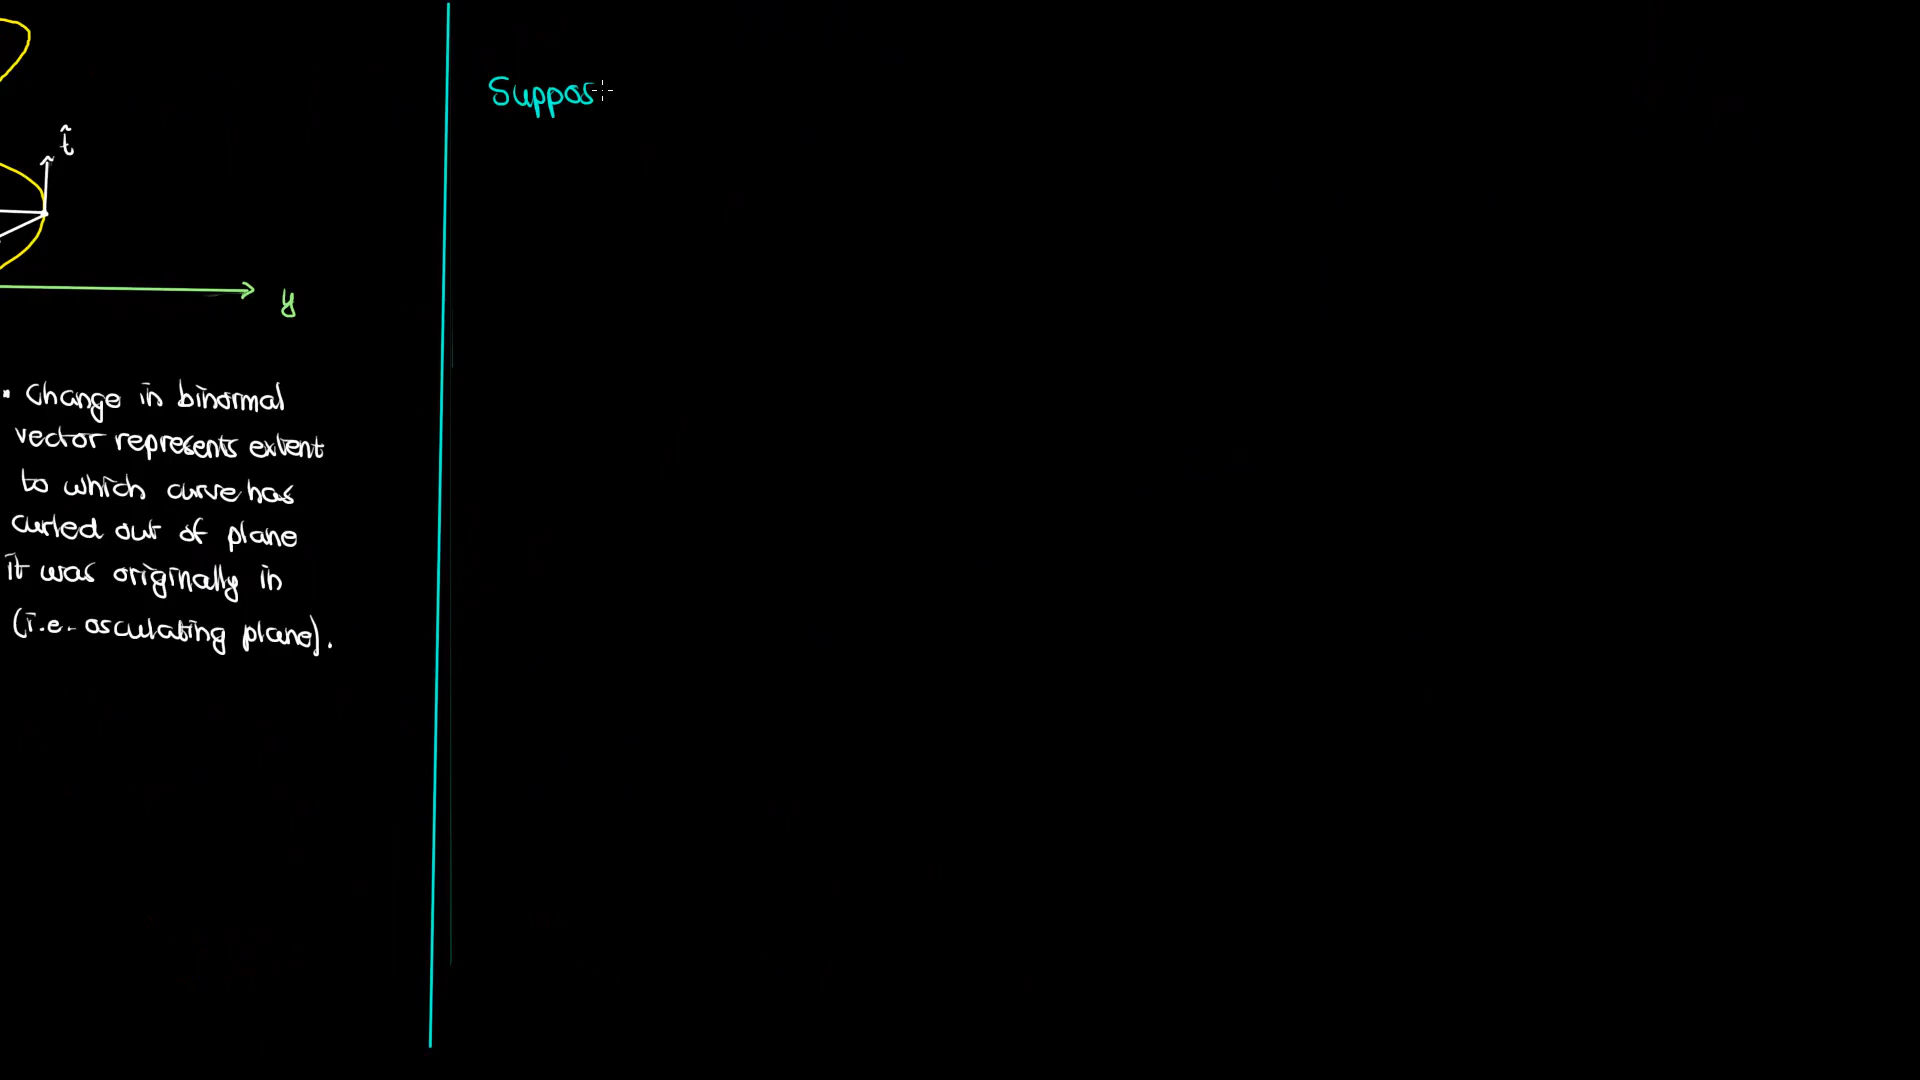 t̂
y
• Change in binormal
vector represents extent
to which curve has
curled out of plane
it was originally in
(i.e. osculating plane).
Suppos